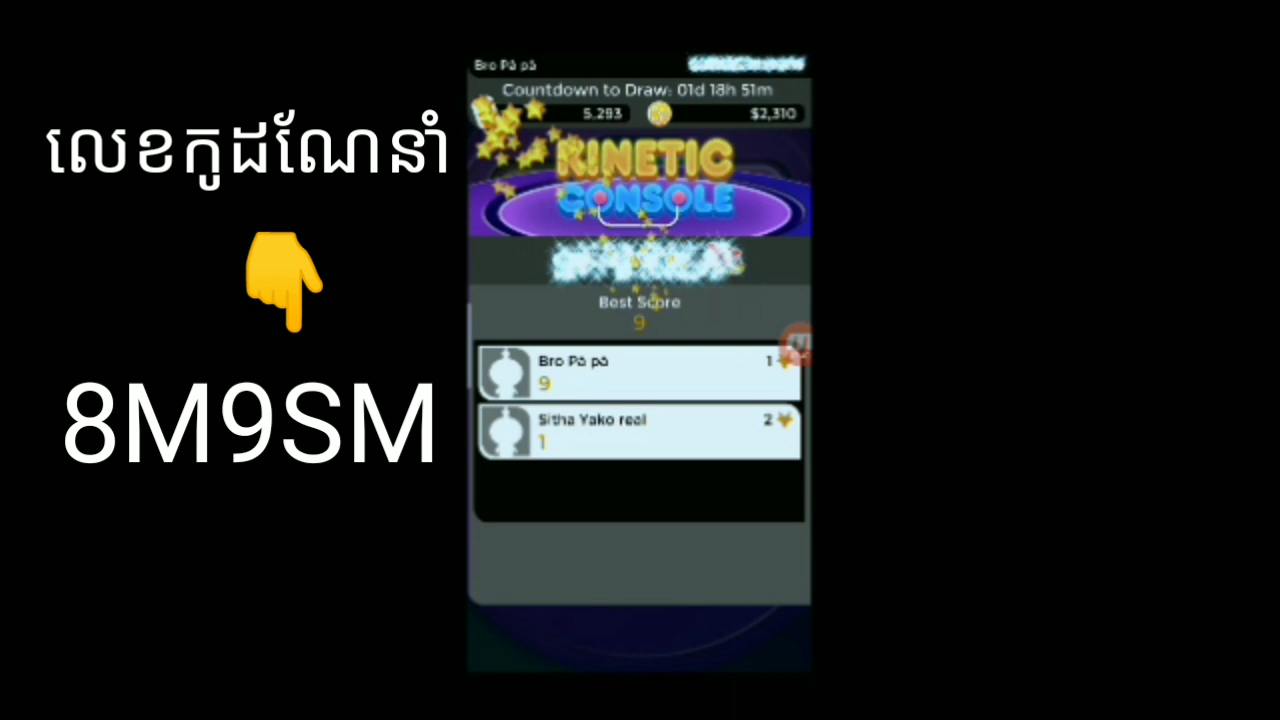 លេខកូដណែនាំ
8M9SM
Bro Pà pà
Countdown to Draw: 01d 18h 51m
5,293
$2,310
KINETIC
CONSOLE
Best Score
9
Bro Pà pà
1
9
Sitha Yako real
2
1